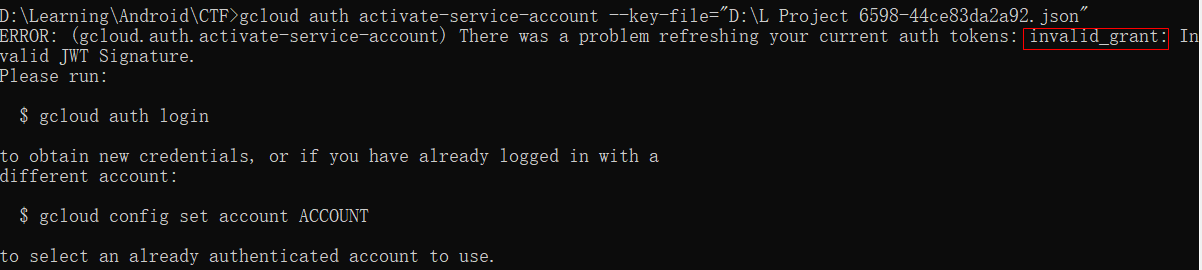 D:\Learning\Android\CTF>gcloud auth activate-service-account --key-file="D:\L Project 6598-44ce83da2a92.json"
ERROR: (gcloud.auth.activate-service-account) There was a problem refreshing your current auth tokens: invalid_grant: In
valid JWT Signature.
Please run:
$ gcloud auth login
to obtain new credentials, or if you have already logged in with a
different account:
$ gcloud config set account ACCOUNT
to select an already authenticated account to use.